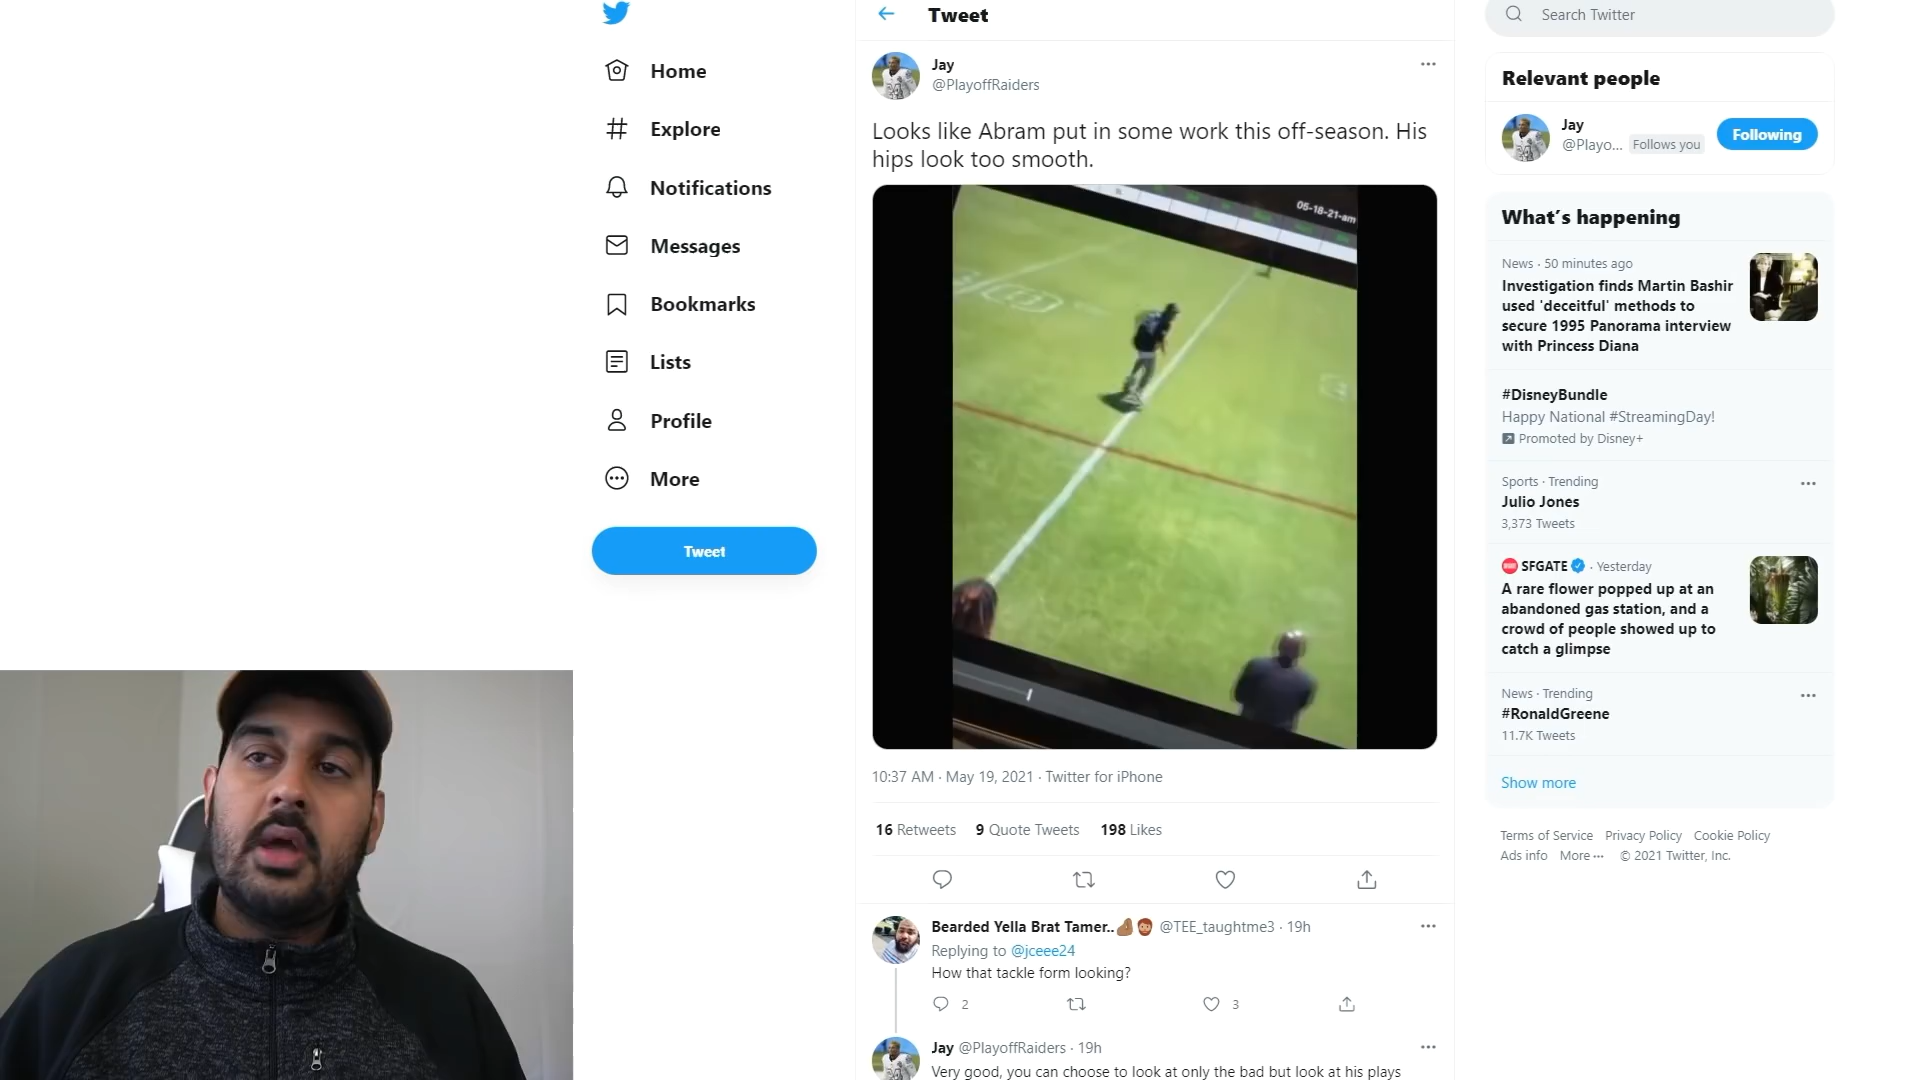 Home
Explore
Notifications
Messages
Bookmarks
Lists
Profile
More
Tweet
Tweet
Jay
@PlayoffRaiders
Looks like Abram put in some work this off-season. His
hips look too smooth.
05-18-21-am
10:37 AM · May 19, 2021 · Twitter for iPhone
16 Retweets 9 Quote Tweets 198 Likes
Bearded Yella Brat Tamer.. @TEE_taughtme3 · 19h
Replying to @jceee24
How that tackle form looking?
2 3
Jay @PlayoffRaiders · 19h
Very good, you can choose to look at only the bad but look at his plays
Search Twitter
Relevant people
Jay
@Playo... Follows you
Following
What's happening
News · 50 minutes ago
Investigation finds Martin Bashir
used 'deceitful' methods to
secure 1995 Panorama interview
with Princess Diana
#DisneyBundle
Happy National #StreamingDay!
Promoted by Disney+
Sports · Trending
Julio Jones
3,373 Tweets
SFGATE · Yesterday
A rare flower popped up at an
abandoned gas station, and a
crowd of people showed up to
catch a glimpse
News · Trending
#RonaldGreene
11.7K Tweets
Show more
Terms of Service Privacy Policy Cookie Policy
Ads info More ··· © 2021 Twitter, Inc.